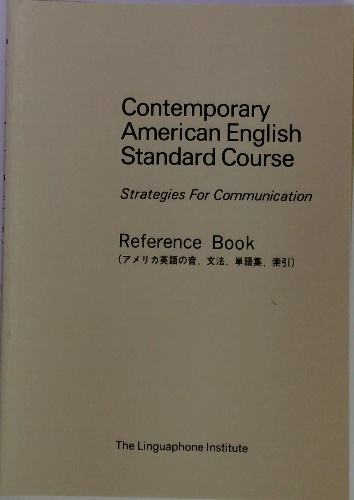 Contemporary
American English
Standard Course
Strategies For Communication
Reference Book
(アメリカ英語の音、文法、単語集、索引)
The Linguaphone Institute